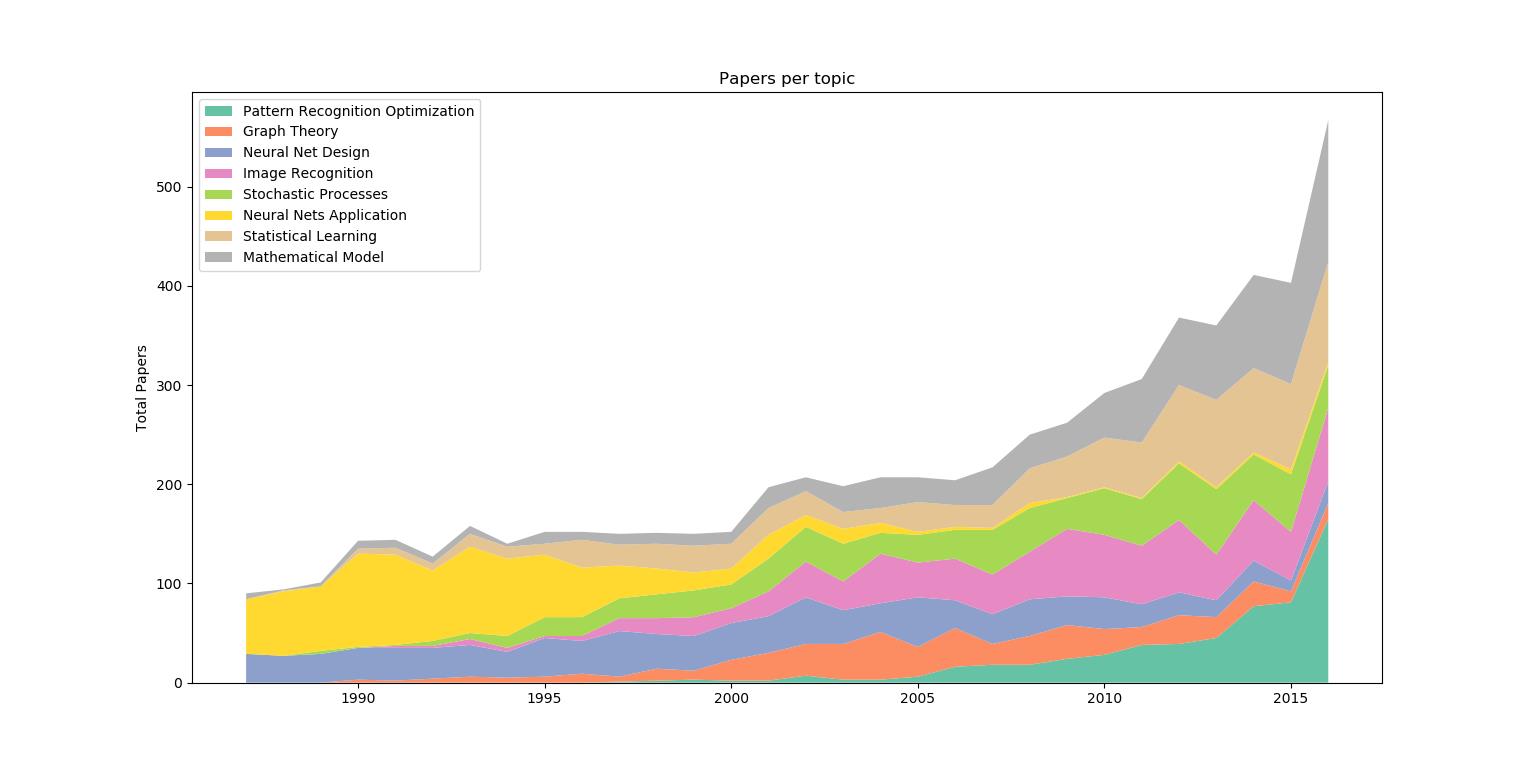 Papers per topic
Pattern Recognition Optimization
Graph Theory
Neural Net Design
Image Recognition
Stochastic Processes
Neural Nets Application
Statistical Learning
Mathematical Model
Total Papers
500
400
300
200
100
0
1990 1995 2000 2005 2010 2015